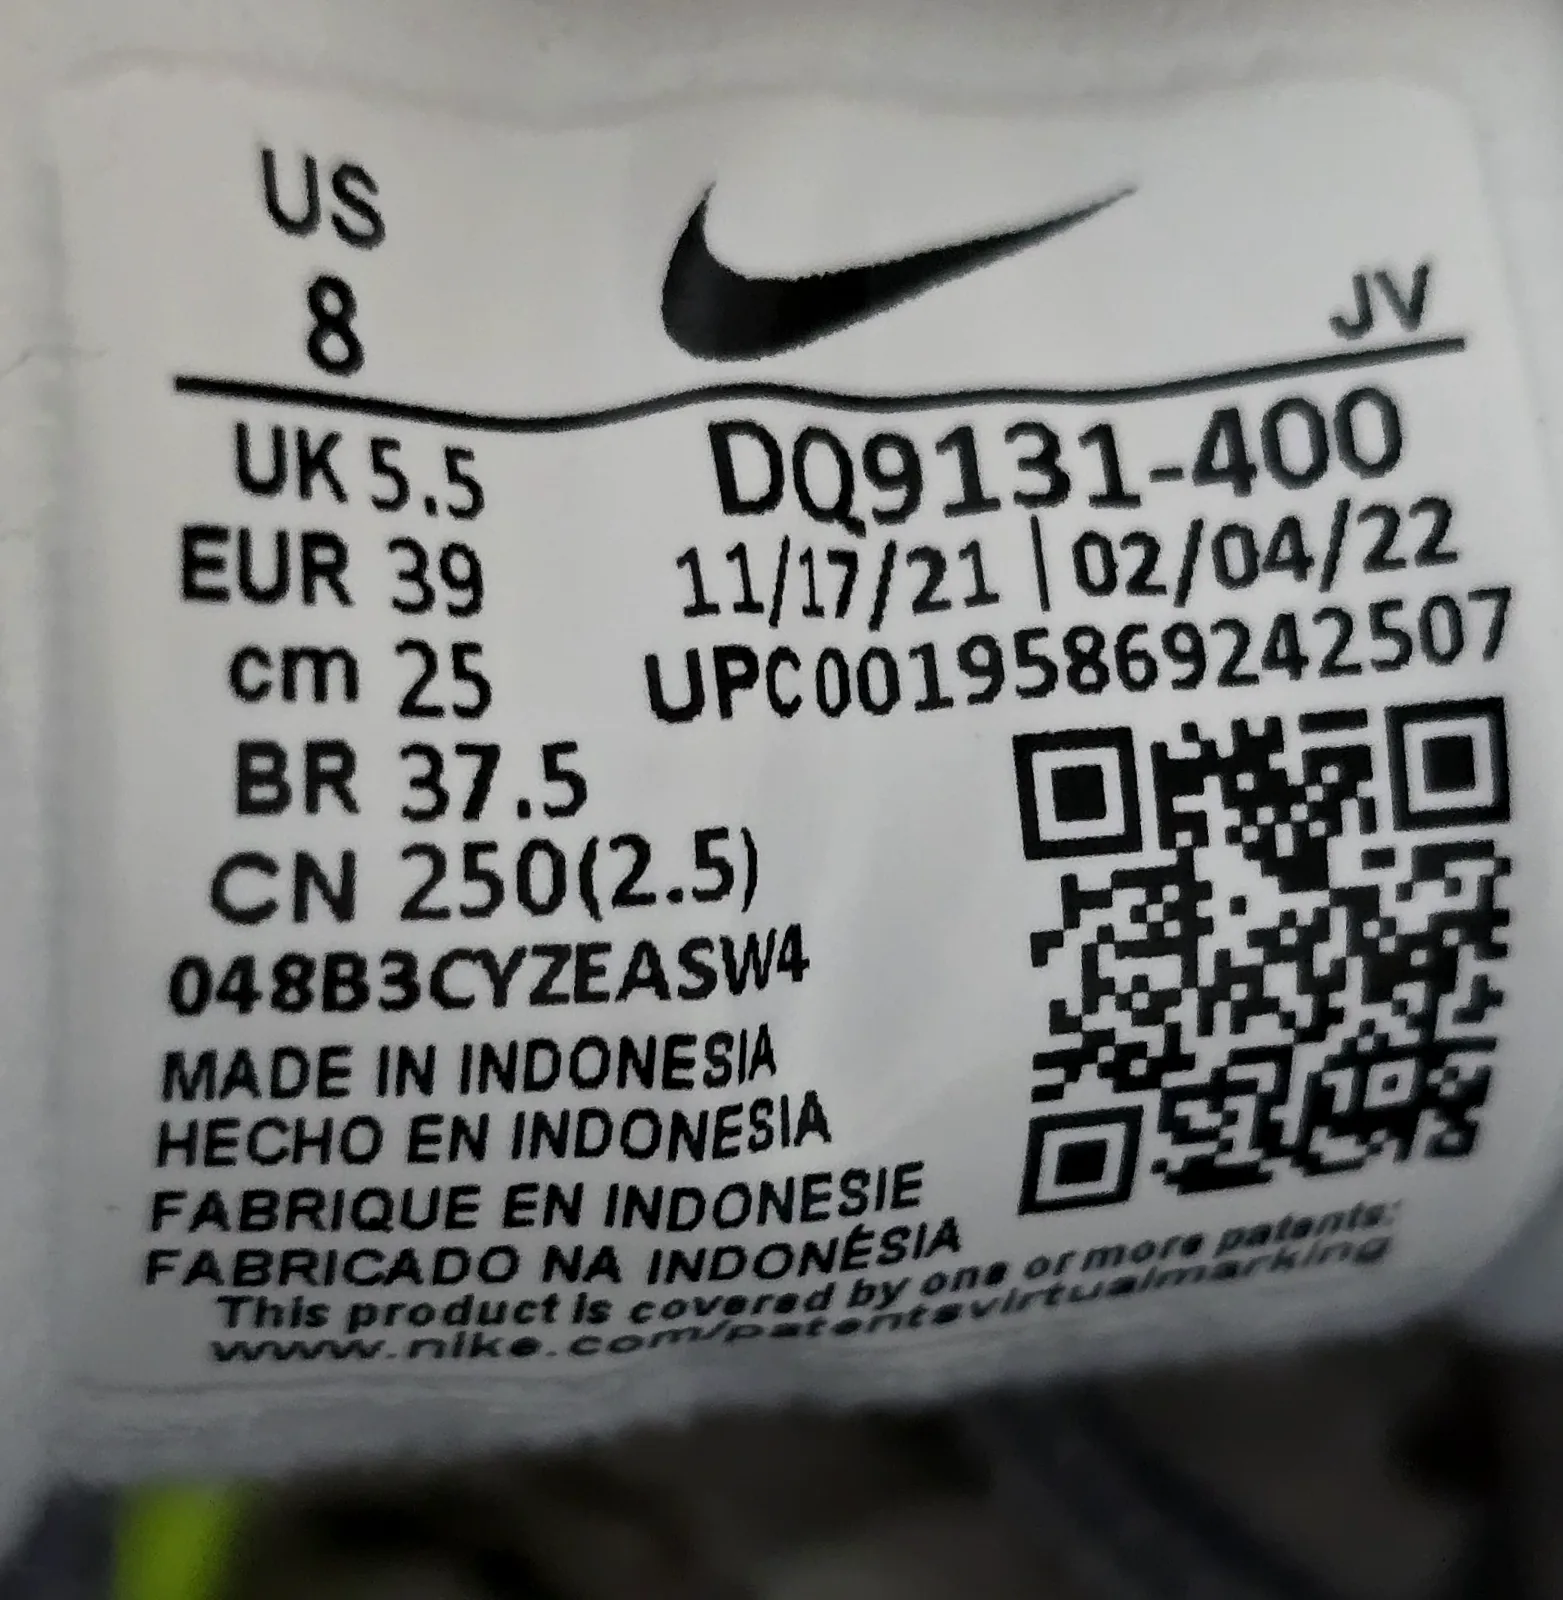 US
8
JV
UK 5.5
EUR 39
cm 25
BR 37.5
CN 250(2.5)
DQ9131-400
11/17/21 | 02/04/22
UPC00195869242507
048B3CYZEASW4
MADE IN INDONESIA
HECHO EN INDONESIA
FABRIQUE EN INDONESIE
FABRICADO NA INDONÉSIA
This product is covered by one or more patents:
www.nike.com/patentsvirtualmarking